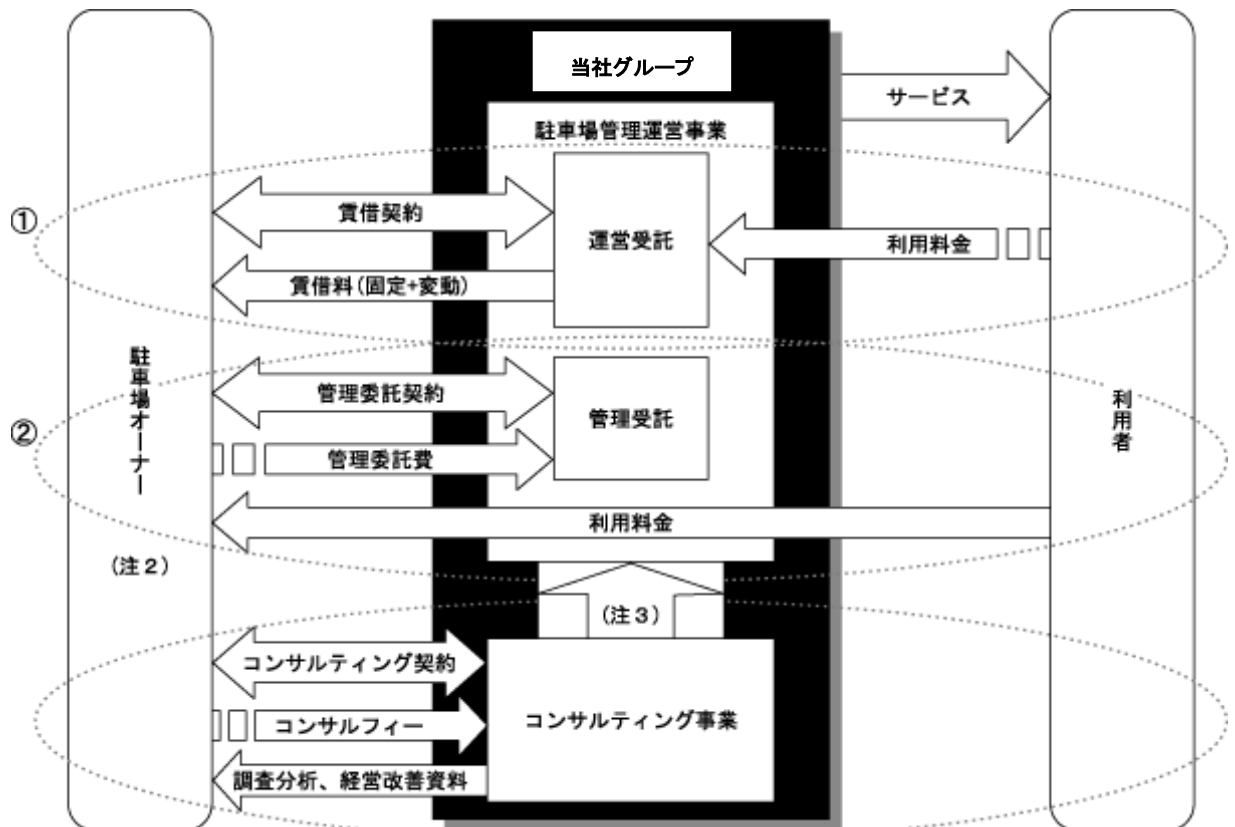 当社グループ
サービス
駐車場管理運営事業
①
賃借契約
運営受託
利用料金
賃借料(固定+変動)
駐車場オーナー
管理委託契約
管理受託
利用者
②
管理委託費
利用料金
(注2)
(注3)
コンサルティング契約
コンサルフィー
コンサルティング事業
調査分析、経営改善資料